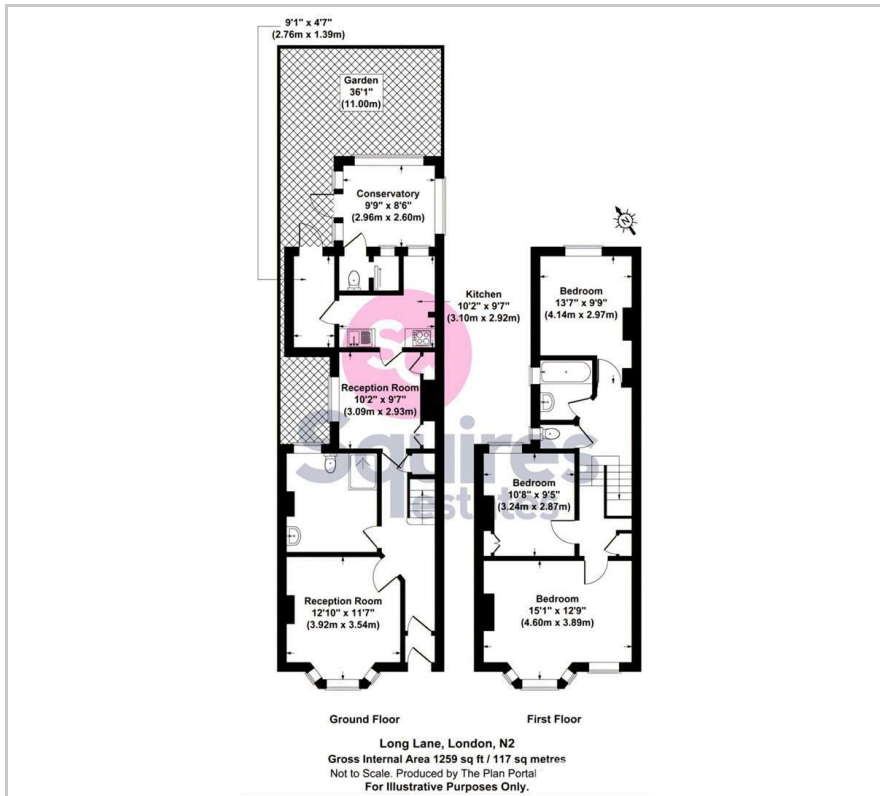 9'1" x 4'7"
(2.76m x 1.39m)
Garden
36'1"
(11.00m)
Conservatory
9'9" x 8'6"
(2.96m x 2.60m)
N
Kitchen
10'2" x 9'7"
(3.10m x 2.92m)
Bedroom
13'7" x 9'9"
(4.14m x 2.97m)
SQ
Reception Room
10'2" x 9'7"
(3.09m x 2.93m)
Squires
estates
Bedroom
10'8" x 9'5"
(3.24m x 2.87m)
Reception Room
12'10" x 11'7"
(3.92m x 3.54m)
Bedroom
15'1" x 12'9"
(4.60m x 3.89m)
Ground Floor
First Floor
Long Lane, London, N2
Gross Internal Area 1259 sq ft / 117 sq metres
Not to Scale. Produced by The Plan Portal
For Illustrative Purposes Only.